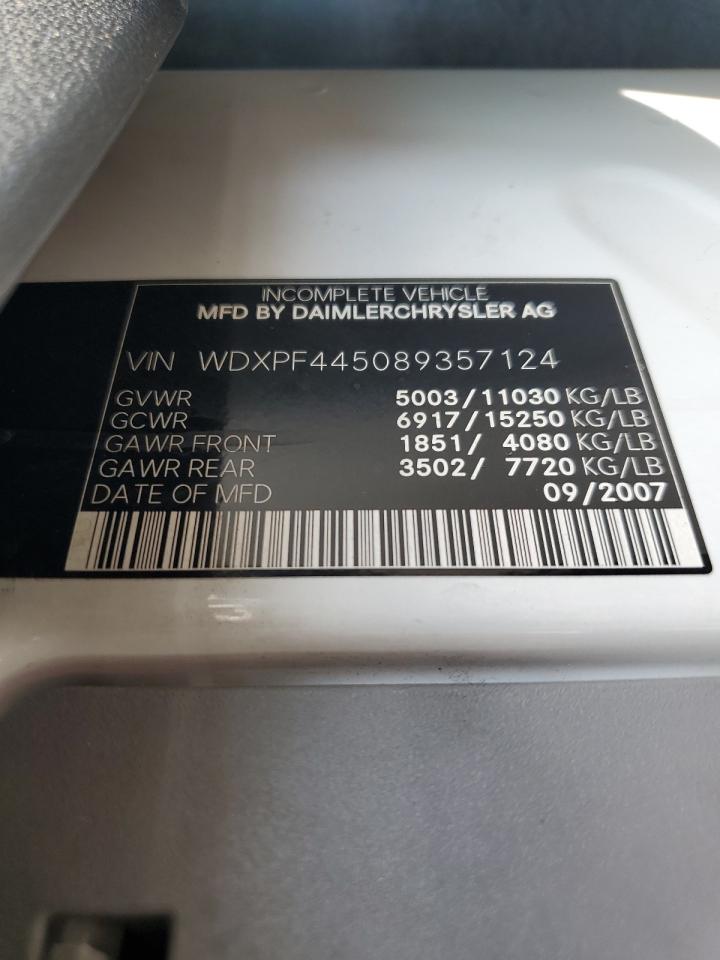 INCOMPLETE VEHICLE
MFD BY DAIMLERCHRYSLER AG
VIN WDXPF445089357124
GVWR 5003/11030 KG/LB
GCWR 6917/15250 KG/LB
GAWR FRONT 1851/ 4080 KG/LB
GAWR REAR 3502/ 7720 KG/LB
DATE OF MFD 09/2007